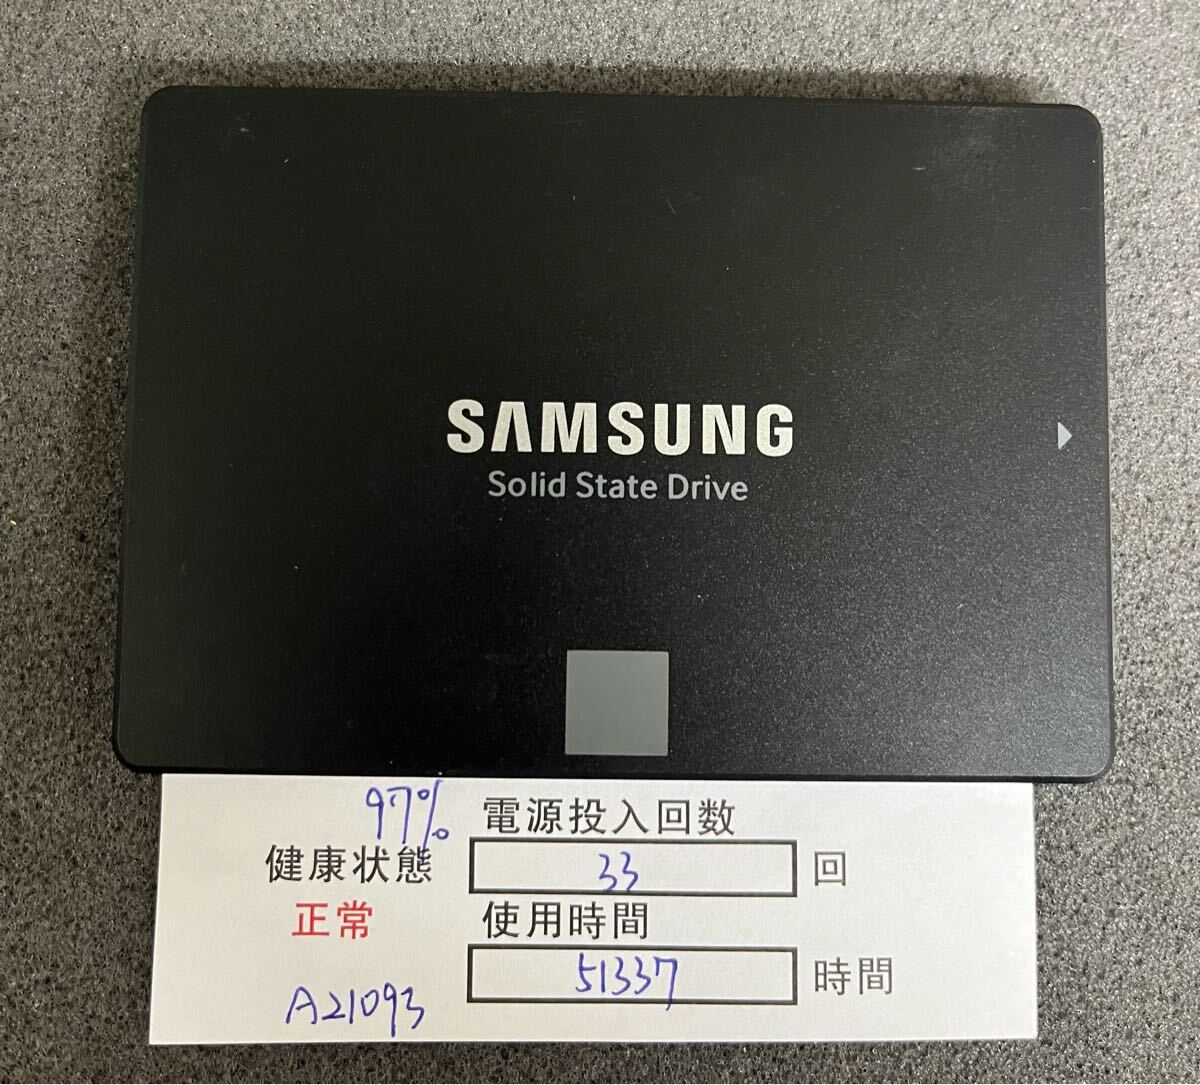 SAMSUNG
Solid State Drive
97%
電源投入回数
健康状態
33
回
正常
使用時間
51337
時間
A21093